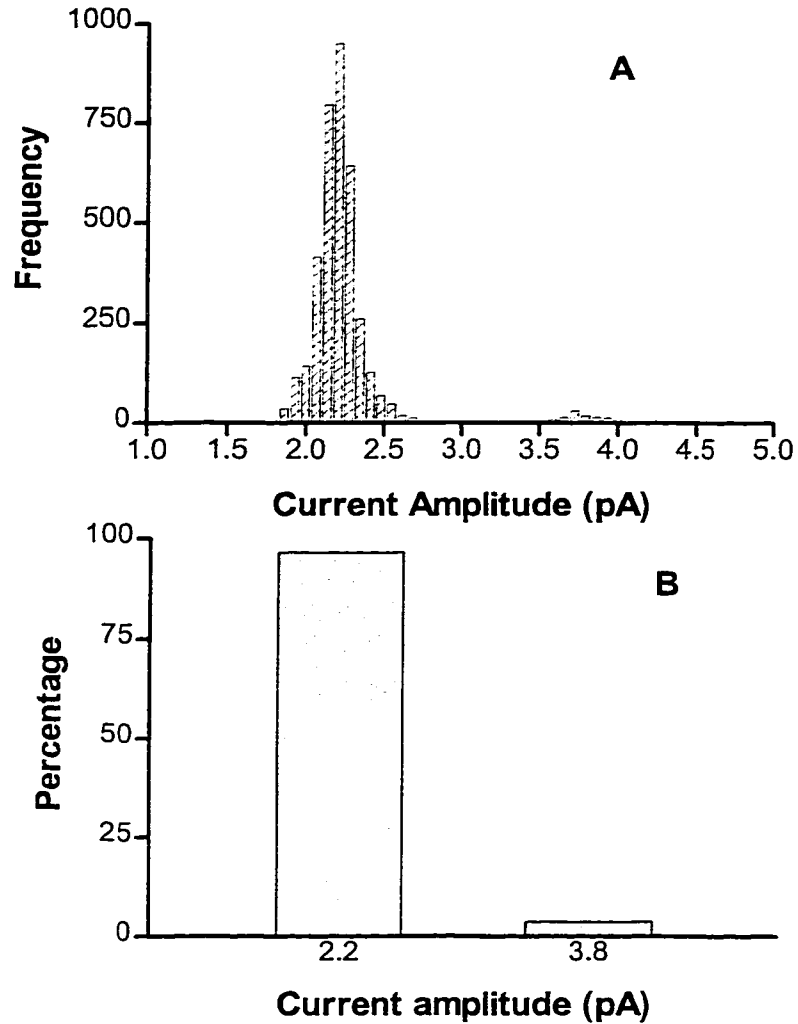 1000
A
750
Frequency
500
250
0
1.0 1.5 2.0 2.5 3.0 3.5 4.0 4.5 5.0
Current Amplitude (pA)
100
B
75
Percentage
50
25
0
2.2 3.8
Current amplitude (pA)